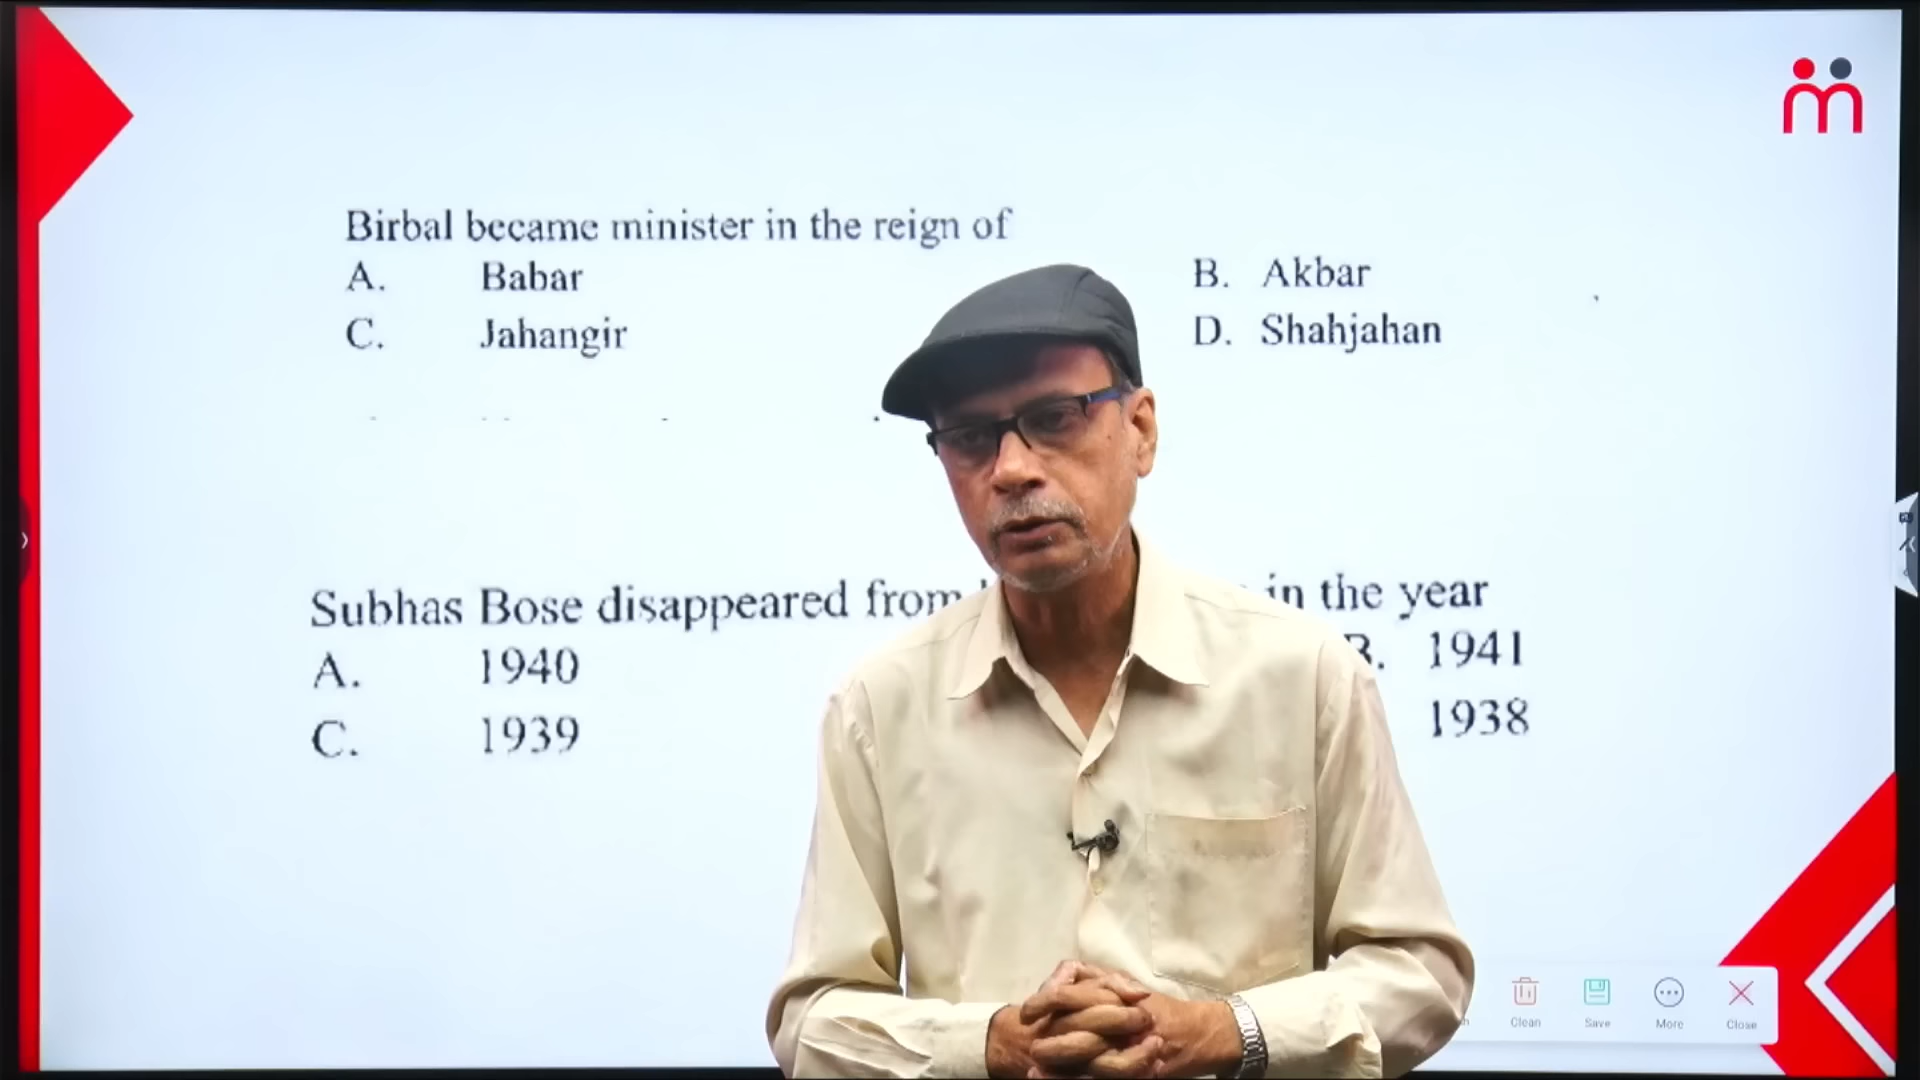 Birbal became minister in the reign of
A. Babar B. Akbar
C. Jahangir D. Shahjahan
Subhas Bose disappeared from in the year
A. 1940 B. 1941
C. 1939 1938
Clean Save More Close